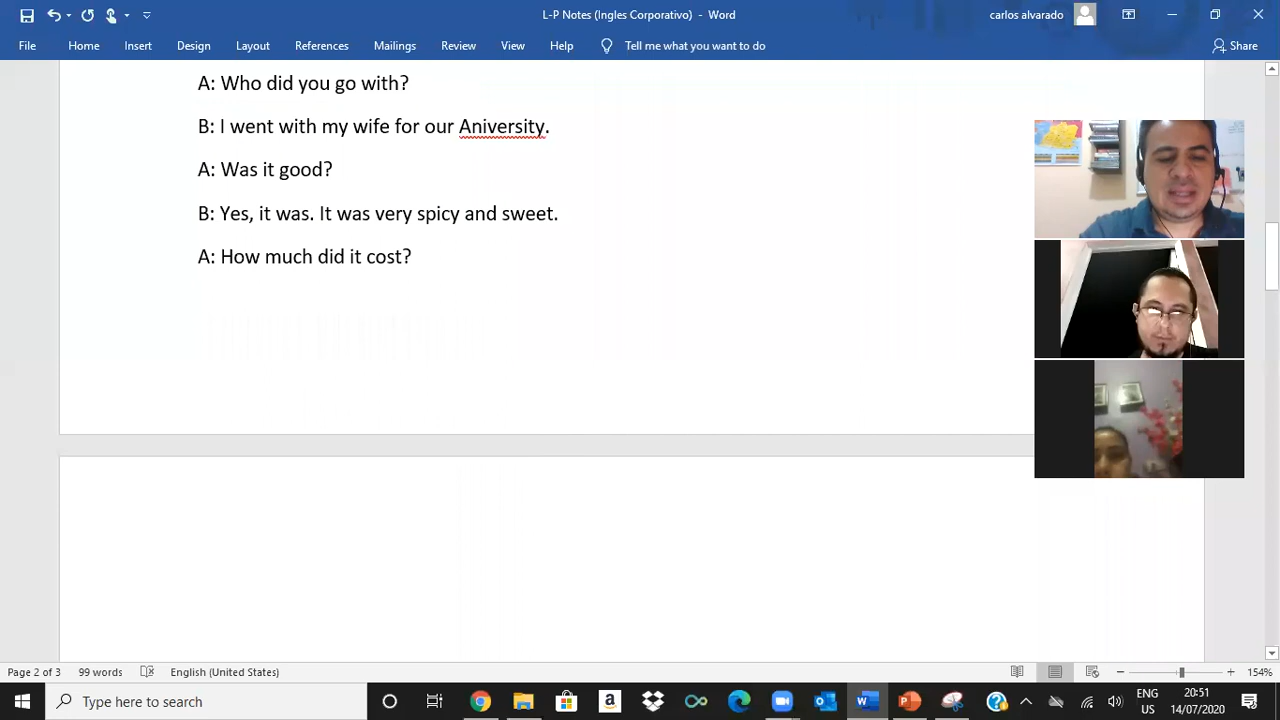 L-P Notes (Ingles Corporativo) - Word
carlos alvarado
File Home Insert Design Layout References Mailings Review View Help Tell me what you want to do Share
A: Who did you go with?
B: I went with my wife for our Aniversity.
A: Was it good?
B: Yes, it was. It was very spicy and sweet.
A: How much did it cost?
Page 2 of 3 99 words English (United States) 154%
Type here to search
ENG 20:51
US 14/07/2020